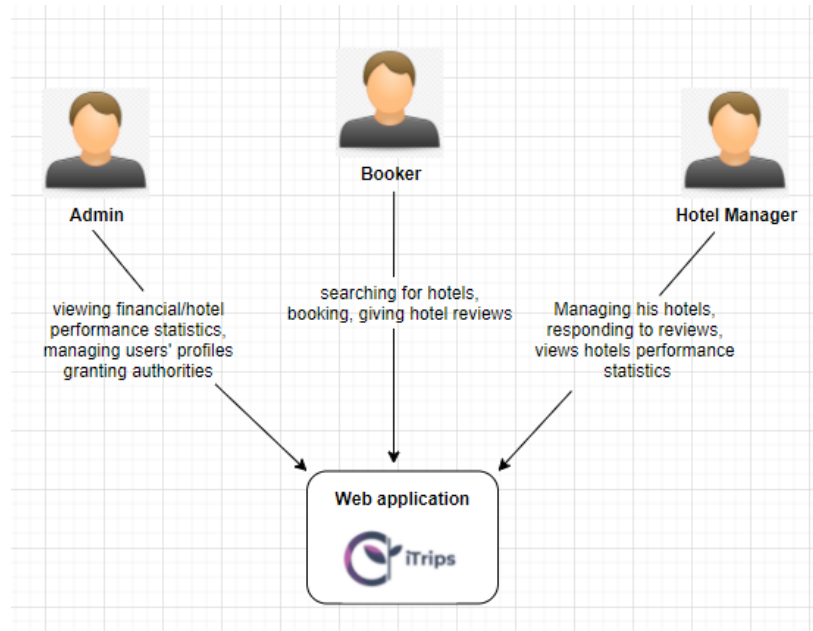 Booker
Admin
Hotel Manager
viewing financial/hotel
performance statistics,
managing users' profiles
granting authorities
searching for hotels,
booking, giving hotel reviews
Managing his hotels,
responding to reviews,
views hotels performance
statistics
Web application
iTrips